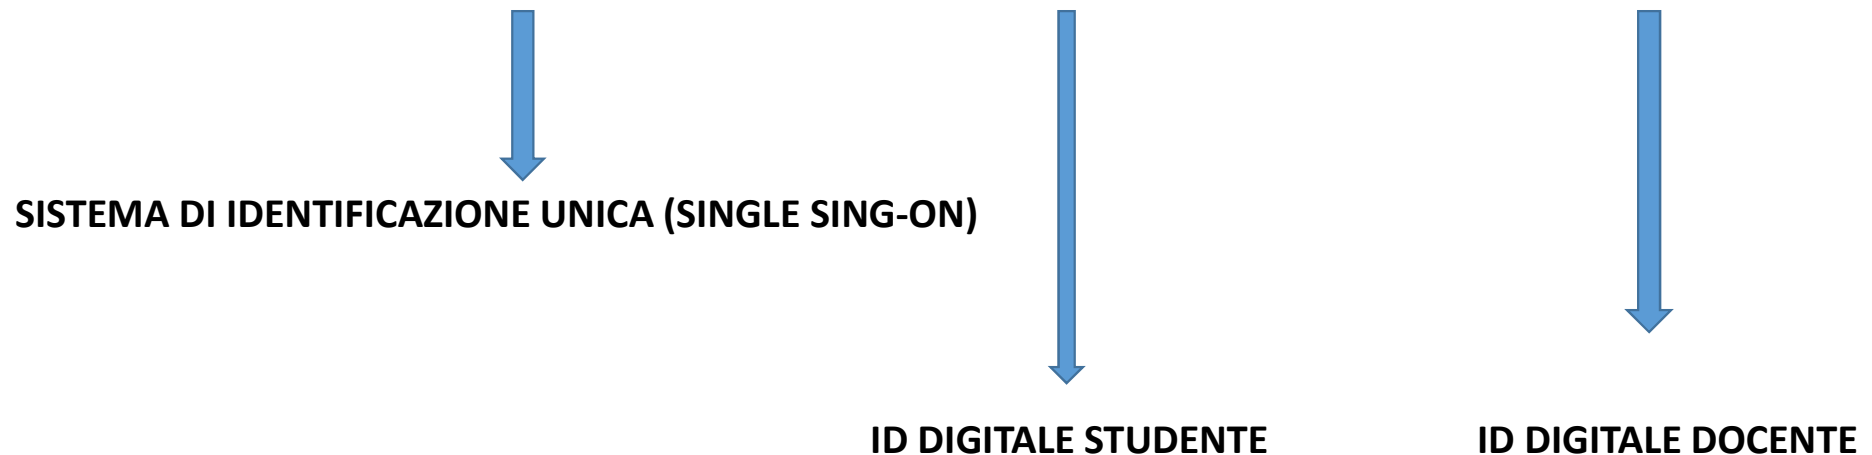 SISTEMA DI IDENTIFICAZIONE UNICA (SINGLE SING-ON)
ID DIGITALE STUDENTE
ID DIGITALE DOCENTE